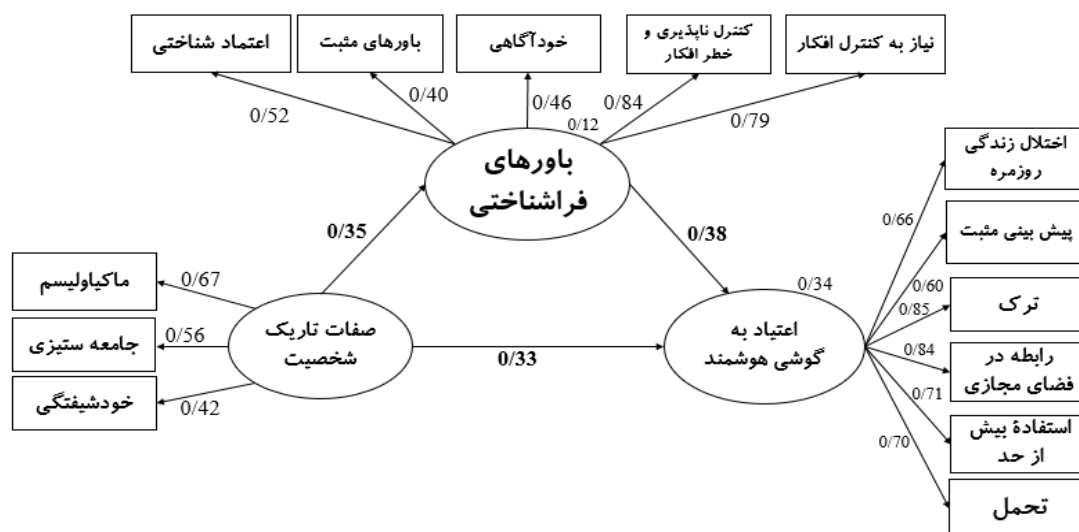 نیاز به کنترل افکار
کنترل ناپذیری و
خطر افکار
خودآگاهی
باورهای مثبت
اعتماد شناختی
0/79
0/84
0/46
0/40
0/52
0/12
باورهای
فراشناختی
0/35
0/38
0/33
صفات تاریک
شخصیت
0/67
0/56
0/42
ماکیاولیسم
جامعه ستیزی
خودشیفتگی
0/34
اعتیاد به
گوشی هوشمند
0/66
0/60
0/85
0/84
0/71
0/70
اختلال زندگی
روزمره
پیش بینی مثبت
ترک
رابطه در
فضای مجازی
استفادۀ بیش
از حد
تحمل